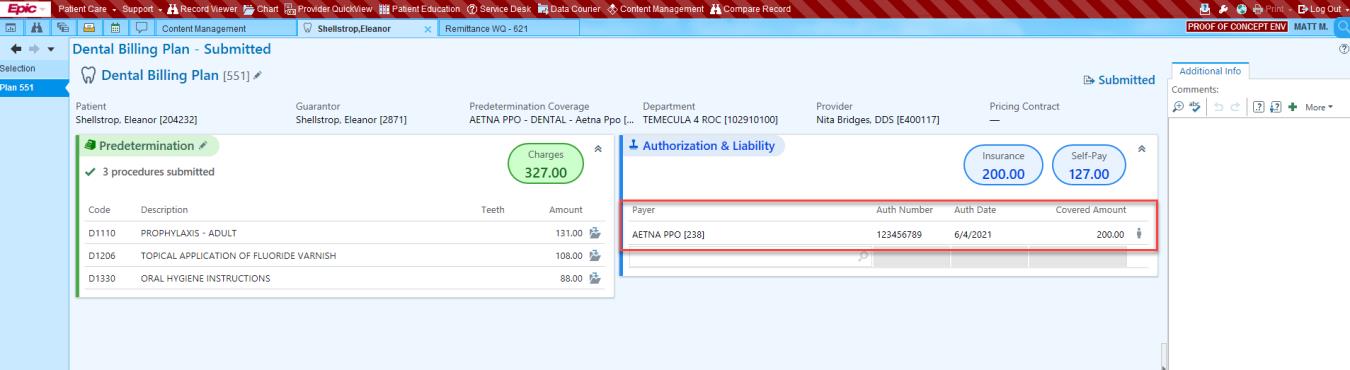 Epic Patient Care Support Record Viewer Chart Provider QuickView Patient Education Service Desk Data Courier Content Management Compare Record Print Log Out
Content Management Shellstrop,Eleanor Remittance WQ - 621 PROOF OF CONCEPT ENV MATT M.
Dental Billing Plan - Submitted
Selection
Plan 551
Dental Billing Plan [551] Submitted
Additional Info
Comments:
More
Patient Guarantor Predetermination Coverage Department Provider Pricing Contract
Shellstrop, Eleanor [204232] Shellstrop, Eleanor [2871] AETNA PPO - DENTAL - Aetna Ppo [... TEMECULA 4 ROC [102910100] Nita Bridges, DDS [E400117] —
Predetermination
3 procedures submitted
Charges
327.00
Code Description Teeth Amount
D1110 PROPHYLAXIS - ADULT 131.00
D1206 TOPICAL APPLICATION OF FLUORIDE VARNISH 108.00
D1330 ORAL HYGIENE INSTRUCTIONS 88.00
Authorization & Liability
Insurance
200.00
Self-Pay
127.00
Payer Auth Number Auth Date Covered Amount
AETNA PPO [238] 123456789 6/4/2021 200.00